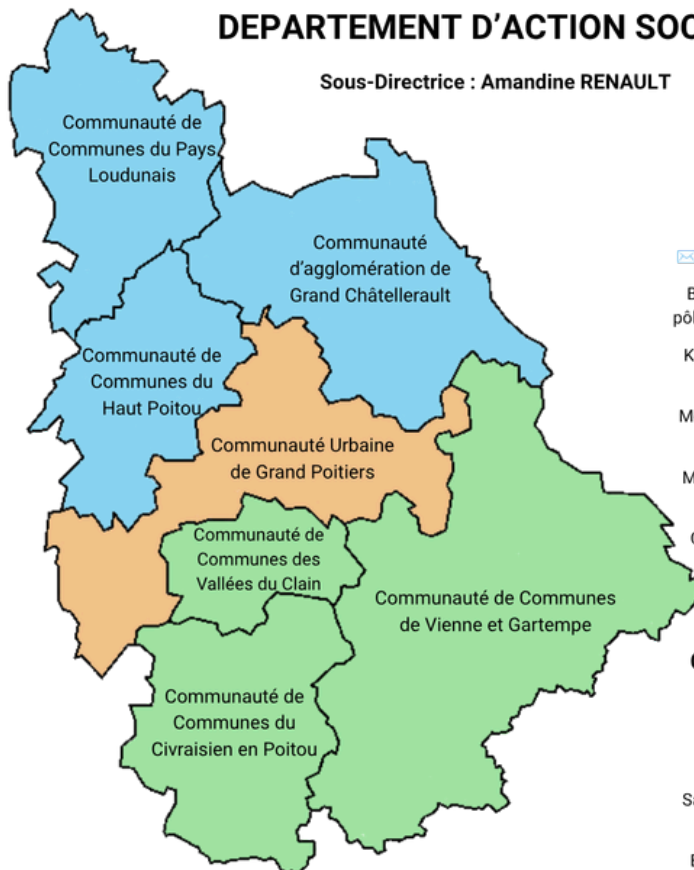 DEPARTEMENT D'ACTION SOC
Sous-Directrice : Amandine RENAULT
Communauté de
Communes du Pays
Loudunais
Communauté
d'agglomération de
Grand Châtellerault
Communauté de
Communes du
Haut Poitou
Communauté Urbaine
de Grand Poitiers
Communauté de
Communes des
Vallées du Clain
Communauté de Communes
de Vienne et Gartempe
Communauté de
Communes du
Civraisien en Poitou